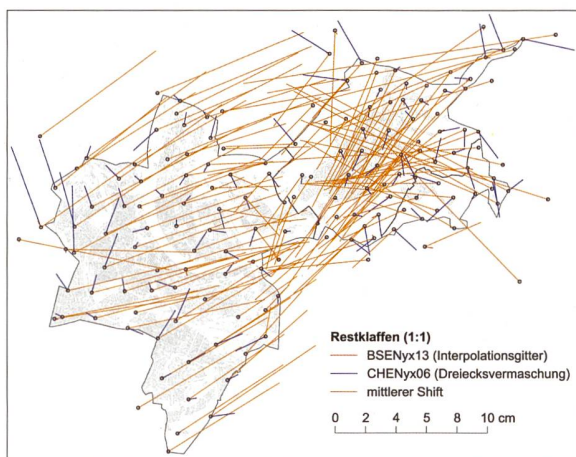 Restklaffen (1:1)
BSENyx13 (Interpolationsgitter)
CHENyx06 (Dreiecksvermaschung)
mittlerer Shift
0 2 4 6 8 10 cm